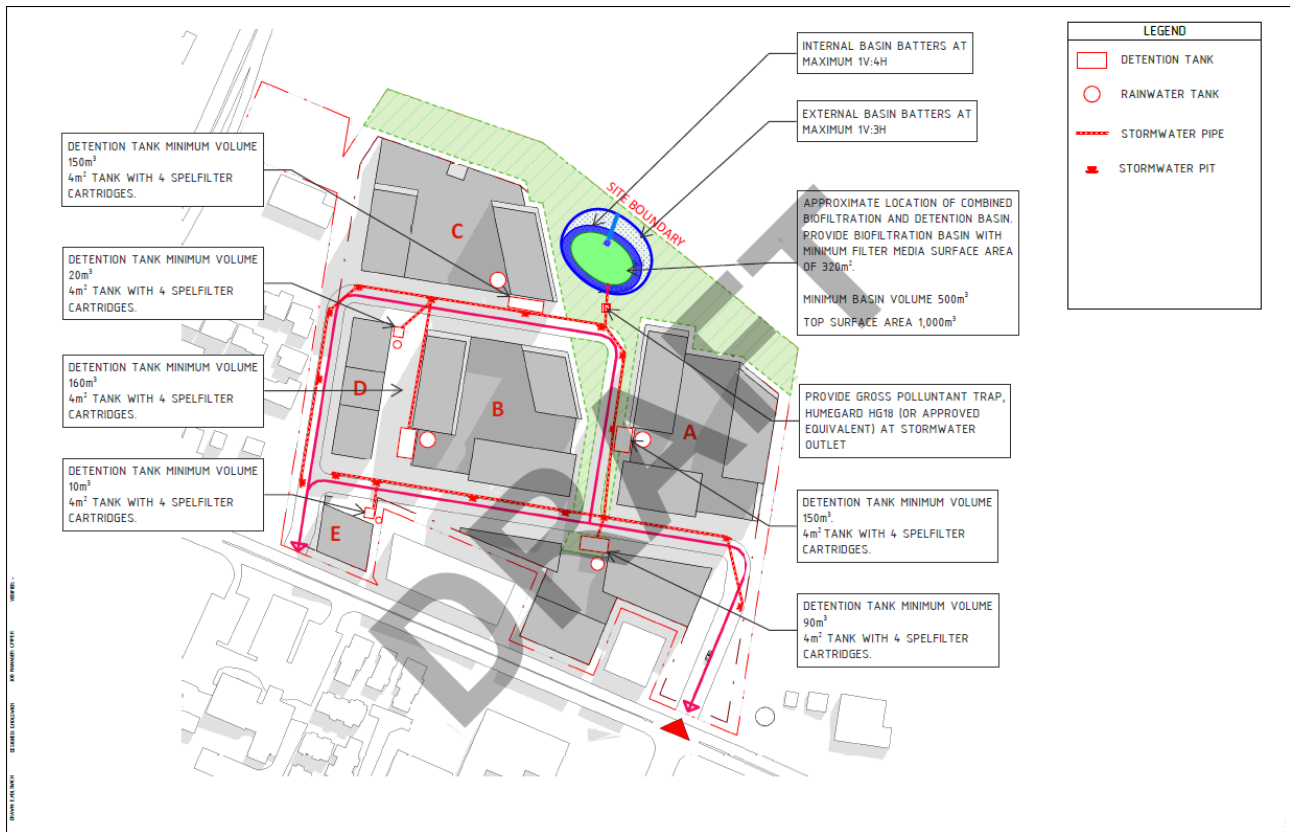 LEGEND
DETENTION TANK
RAINWATER TANK
STORMWATER PIPE
STORMWATER PIT
INTERNAL BASIN BATTERS AT
MAXIMUM 1V:4H
EXTERNAL BASIN BATTERS AT
MAXIMUM 1V:3H
APPROXIMATE LOCATION OF COMBINED
BIOFILTRATION AND DETENTION BASIN.
PROVIDE BIOFILTRATION BASIN WITH
MINIMUM FILTER MEDIA SURFACE AREA
OF 320m².
MINIMUM BASIN VOLUME 500m³
TOP SURFACE AREA 1,000m³
PROVIDE GROSS POLLUNTANT TRAP,
HUMEGARD HG18 (OR APPROVED
EQUIVALENT) AT STORMWATER
OUTLET
DETENTION TANK MINIMUM VOLUME
150m³.
4m² TANK WITH 4 SPELFILTER
CARTRIDGES.
DETENTION TANK MINIMUM VOLUME
90m³
4m² TANK WITH 4 SPELFILTER
CARTRIDGES.
DETENTION TANK MINIMUM VOLUME
150m³
4m² TANK WITH 4 SPELFILTER
CARTRIDGES.
DETENTION TANK MINIMUM VOLUME
20m³
4m² TANK WITH 4 SPELFILTER
CARTRIDGES.
DETENTION TANK MINIMUM VOLUME
160m³
4m² TANK WITH 4 SPELFILTER
CARTRIDGES.
DETENTION TANK MINIMUM VOLUME
10m³
4m² TANK WITH 4 SPELFILTER
CARTRIDGES.
SITE BOUNDARY
C
D
B
A
E
DRAFT